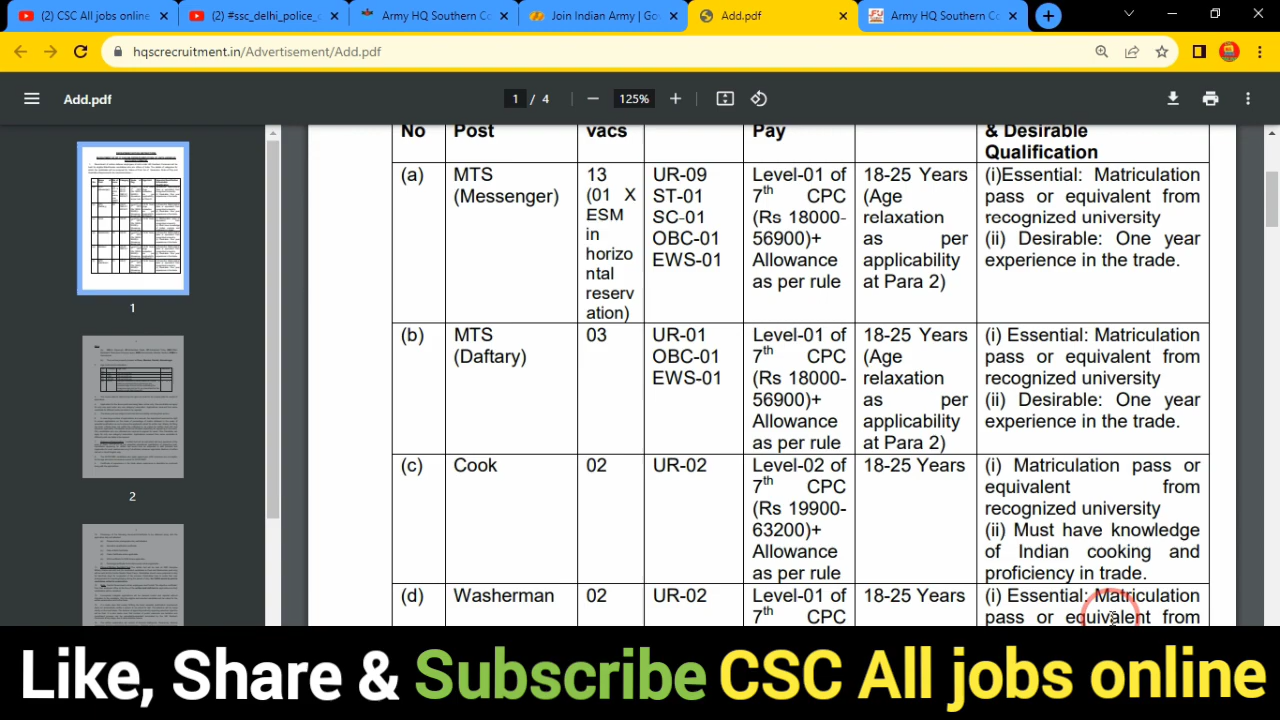 (2) CSC All jobs online
(2) #ssc_delhi_police_c
Army HQ Southern Co
Join Indian Army | Gov
Add.pdf
Army HQ Southern Co
hqscrecruitment.in/Advertisement/Add.pdf
Add.pdf
1 / 4
125%
No
Post
vacs
Pay
& Desirable
Qualification
(a)
MTS
(Messenger)
13
(01 X
ESM
in
horizo
ntal
reserv
ation)
UR-09
ST-01
SC-01
OBC-01
EWS-01
Level-01 of
7th CPC
(Rs 18000-
56900)+
Allowance
as per rule
18-25 Years
(Age
relaxation
as per
applicability
at Para 2)
(i)Essential: Matriculation
pass or equivalent from
recognized university
(ii) Desirable: One year
experience in the trade.
(b)
MTS
(Daftary)
03
UR-01
OBC-01
EWS-01
Level-01 of
7th CPC
(Rs 18000-
56900)+
Allowance
as per rule
18-25 Years
(Age
relaxation
as per
applicability
at Para 2)
(i) Essential: Matriculation
pass or equivalent from
recognized university
(ii) Desirable: One year
experience in the trade.
(c)
Cook
02
UR-02
Level-02 of
7th CPC
(Rs 19900-
63200)+
Allowance
as per rule
18-25 Years
(i) Matriculation pass or
equivalent from
recognized university
(ii) Must have knowledge
of Indian cooking and
proficiency in trade.
(d)
Washerman
02
UR-02
Level-01 of
7th CPC
18-25 Years
(i) Essential: Matriculation
pass or equivalent from
1
2
Like, Share & Subscribe CSC All jobs online